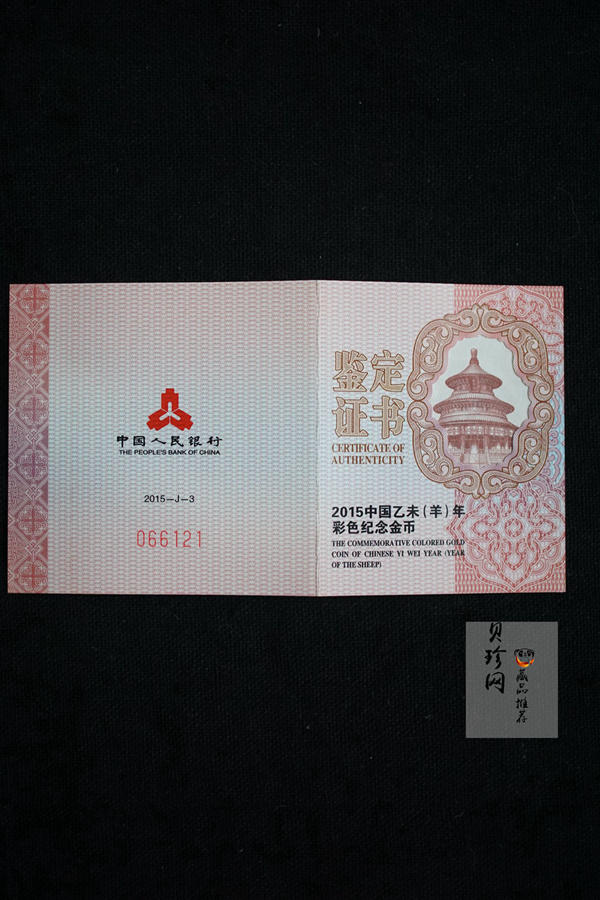 中国人民银行
THE PEOPLE'S BANK OF CHINA
2015—J—3
066121
鉴定
证书
CERTIFICATE OF
AUTHENTICITY
2015中国乙未(羊)年
彩色纪念金币
THE COMMEMORATIVE COLORED GOLD
COIN OF CHINESE YI WEI YEAR (YEAR
OF THE SHEEP)
贝珍网
藏品推荐